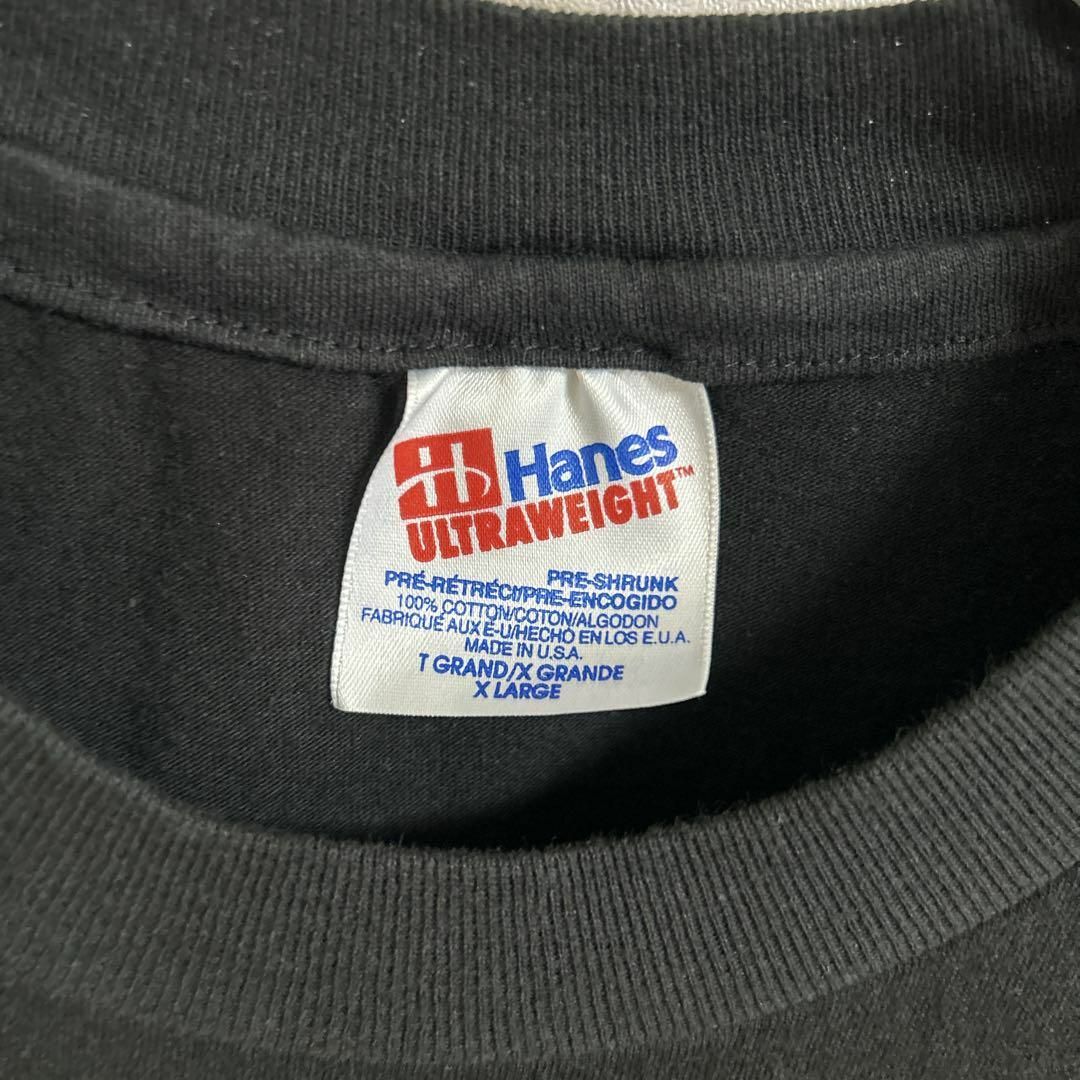 Hanes
ULTRAWEIGHT™
PRE-SHRUNK
PRÉ-RÉTRÉCI/PRE-ENCOGIDO
100% COTTON/COTON/ALGODON
FABRIQUÉ AUX É-U/HECHO EN LOS E.U.A.
MADE IN U.S.A.
T GRAND/X GRANDE
X LARGE